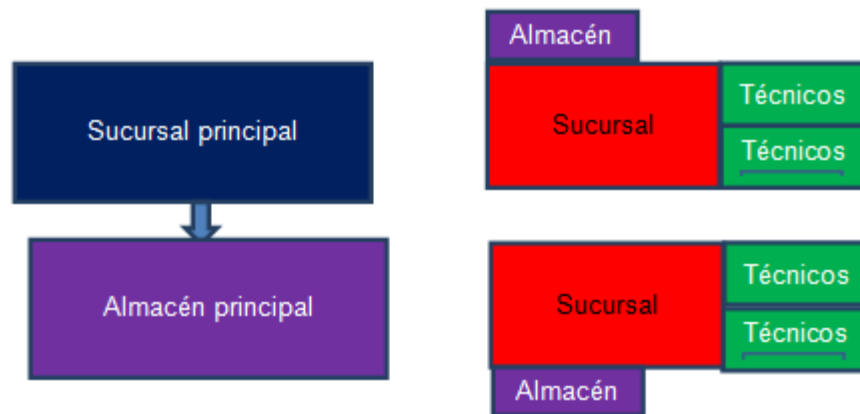 Sucursal principal
Almacén principal
Almacén
Sucursal
Técnicos
Técnicos
Sucursal
Técnicos
Técnicos
Almacén